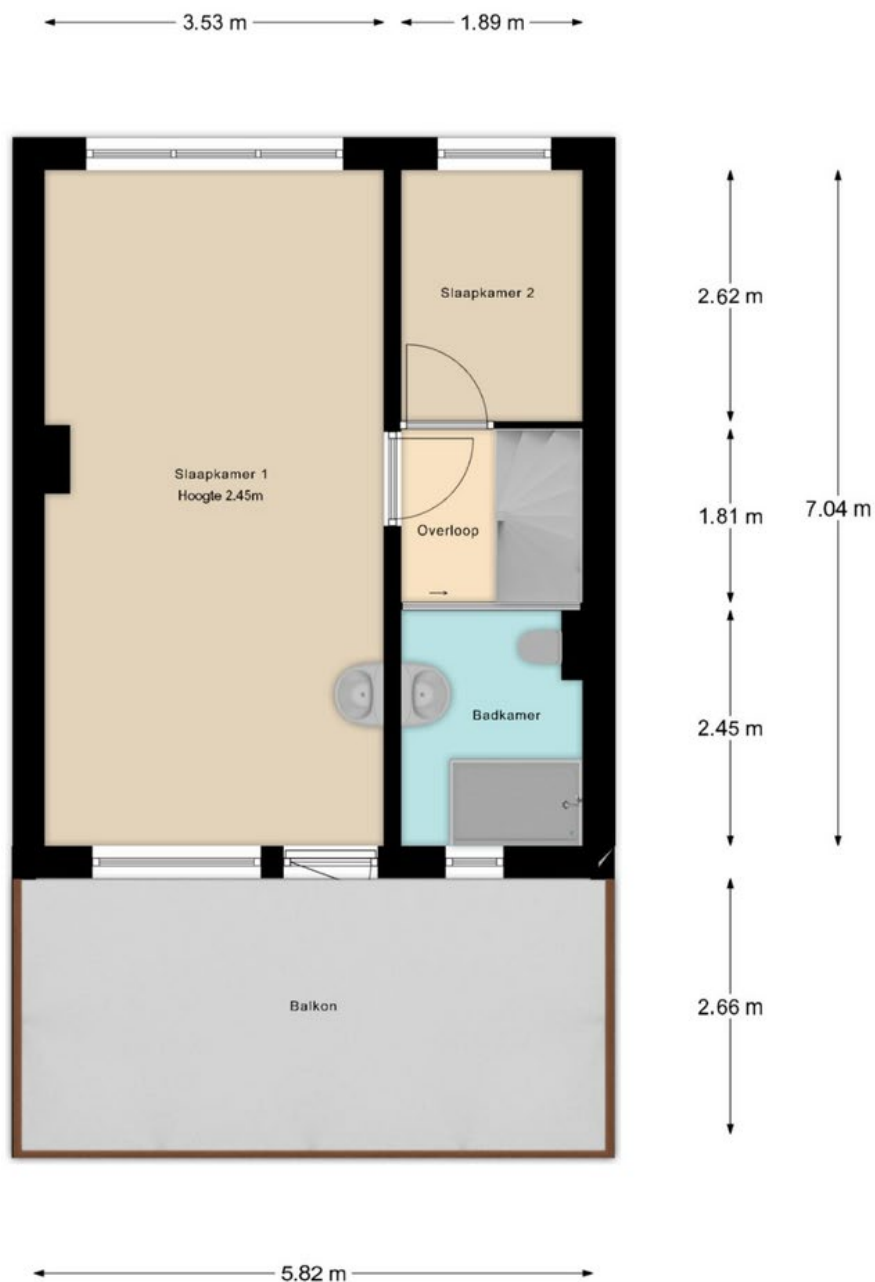 3.53 m
1.89 m
Slaapkamer 2
2.62 m
Slaapkamer 1
Hoogte 2.45m
Overloop
1.81 m
7.04 m
Badkamer
2.45 m
Balkon
2.66 m
5.82 m